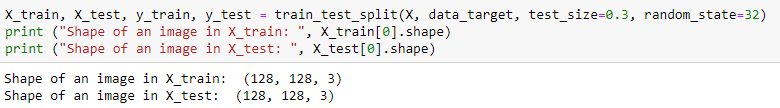 X_train, X_test, y_train, y_test = train_test_split(X, data_target, test_size=0.3, random_state=32)
print ("Shape of an image in X_train: ", X_train[0].shape)
print ("Shape of an image in X_test: ", X_test[0].shape)
Shape of an image in X_train:  (128, 128, 3)
Shape of an image in X_test:  (128, 128, 3)